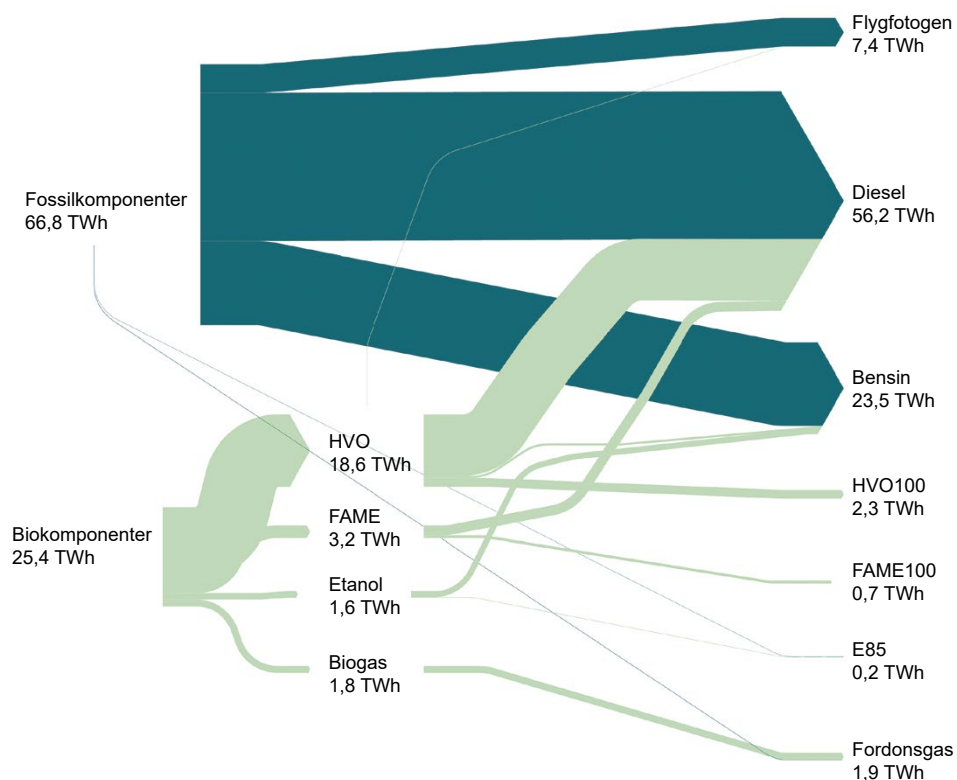 Flygfotogen
7,4 TWh
Fossilkomponenter
66,8 TWh
Diesel
56,2 TWh
Bensin
23,5 TWh
HVO
18,6 TWh
HVO100
2,3 TWh
Biokomponenter
25,4 TWh
FAME
3,2 TWh
FAME100
0,7 TWh
Etanol
1,6 TWh
E85
0,2 TWh
Biogas
1,8 TWh
Fordonsgas
1,9 TWh